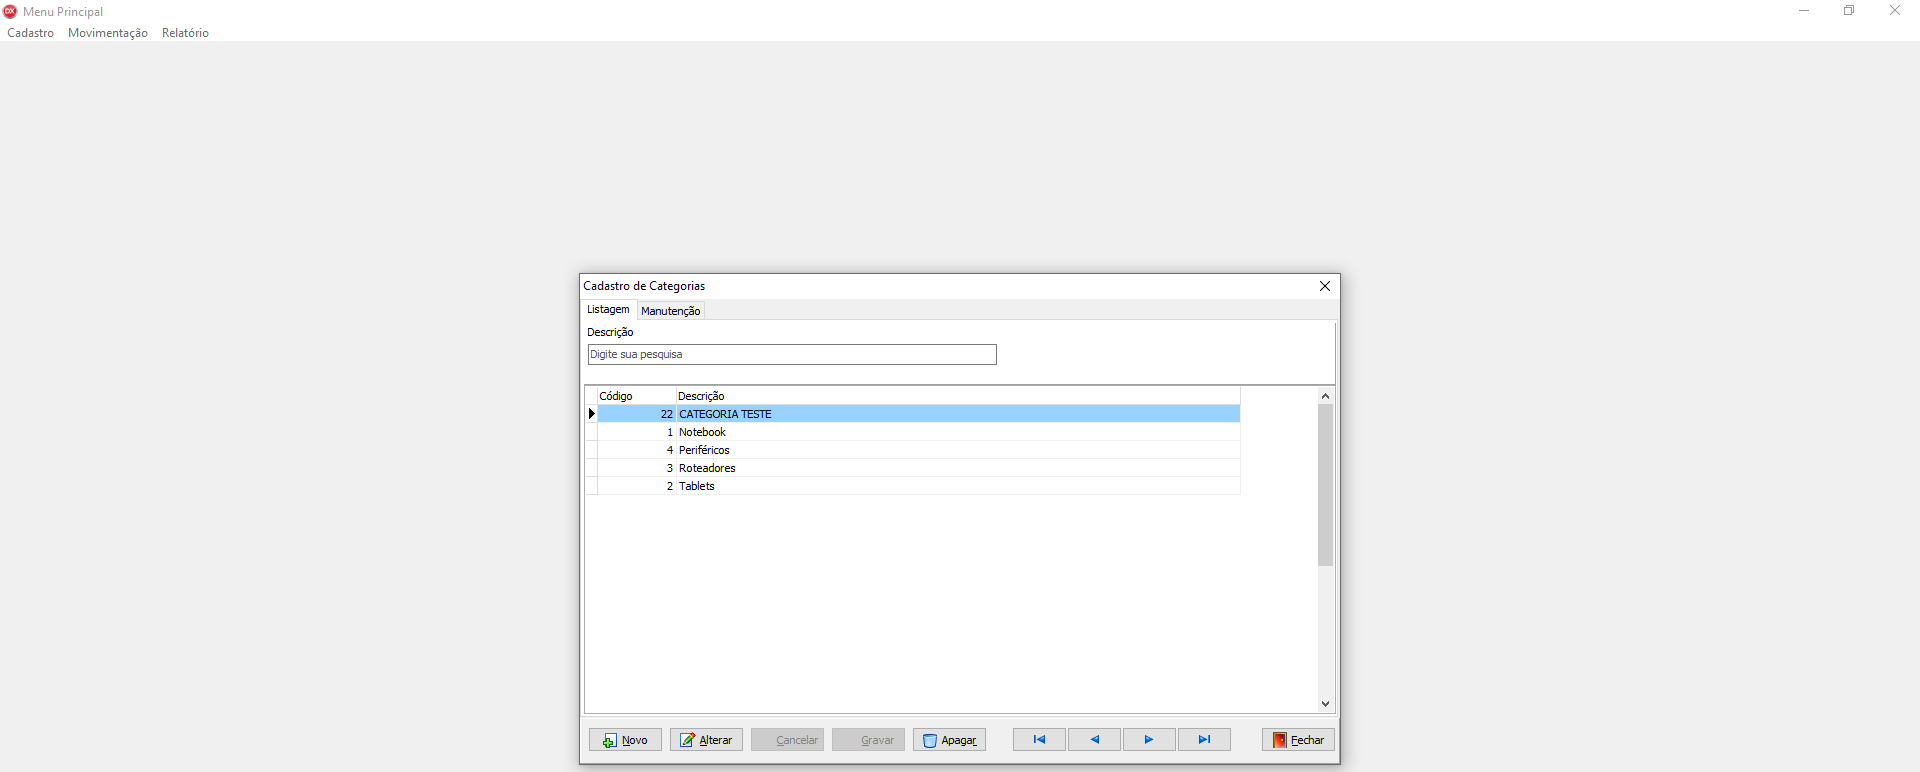 DX Menu Principal
Cadastro Movimentação Relatório
Cadastro de Categorias
Listagem Manutenção
Descrição
Digite sua pesquisa
Código Descrição
22 CATEGORIA TESTE
1 Notebook
4 Periféricos
3 Roteadores
2 Tablets
Novo Alterar Cancelar Gravar Apagar Fechar